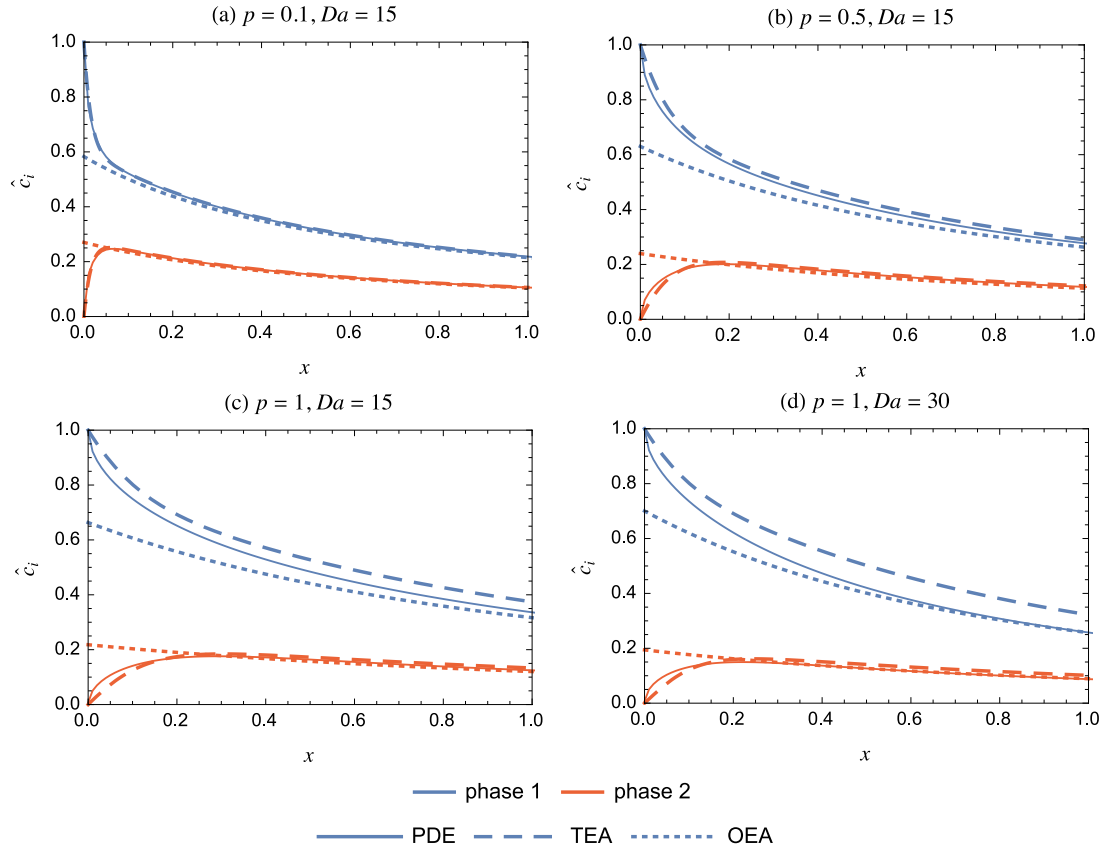 (a) p = 0.1, Da = 15
(b) p = 0.5, Da = 15
1.0
0.8
0.6
0.4
0.2
0.0
ĉi
0.0 0.2 0.4 0.6 0.8 1.0
x
1.0
0.8
0.6
0.4
0.2
0.0
ĉi
0.0 0.2 0.4 0.6 0.8 1.0
x
(c) p = 1, Da = 15
(d) p = 1, Da = 30
1.0
0.8
0.6
0.4
0.2
0.0
ĉi
0.0 0.2 0.4 0.6 0.8 1.0
x
1.0
0.8
0.6
0.4
0.2
0.0
ĉi
0.0 0.2 0.4 0.6 0.8 1.0
x
phase 1 phase 2
PDE TEA OEA